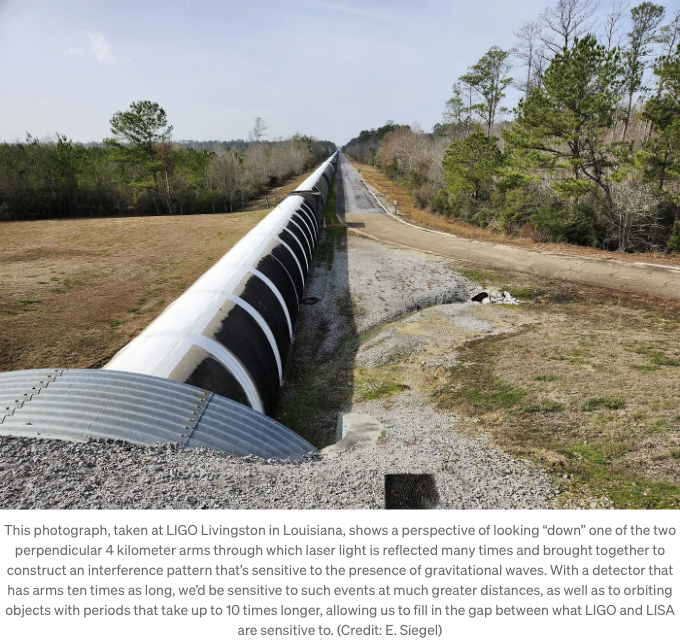 This photograph, taken at LIGO Livingston in Louisiana, shows a perspective of looking “down” one of the two
perpendicular 4 kilometer arms through which laser light is reflected many times and brought together to
construct an interference pattern that’s sensitive to the presence of gravitational waves. With a detector that
has arms ten times as long, we’d be sensitive to such events at much greater distances, as well as to orbiting
objects with periods that take up to 10 times longer, allowing us to fill in the gap between what LIGO and LISA
are sensitive to. (Credit: E. Siegel)